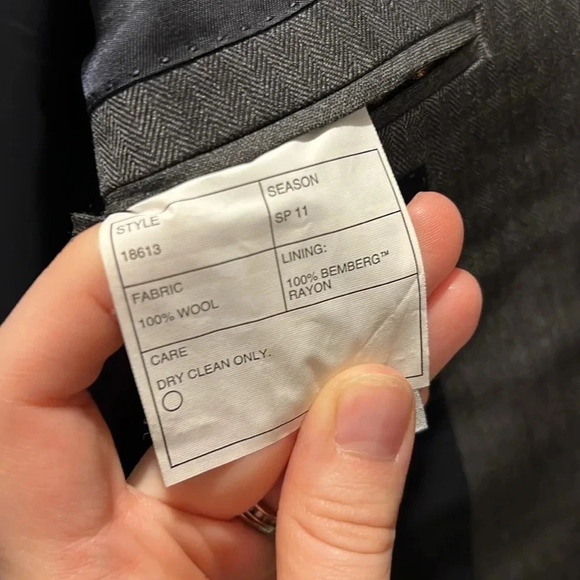 STYLE
18613
SEASON
SP 11
FABRIC
100% WOOL
LINING:
100% BEMBERG™
RAYON
CARE
DRY CLEAN ONLY.